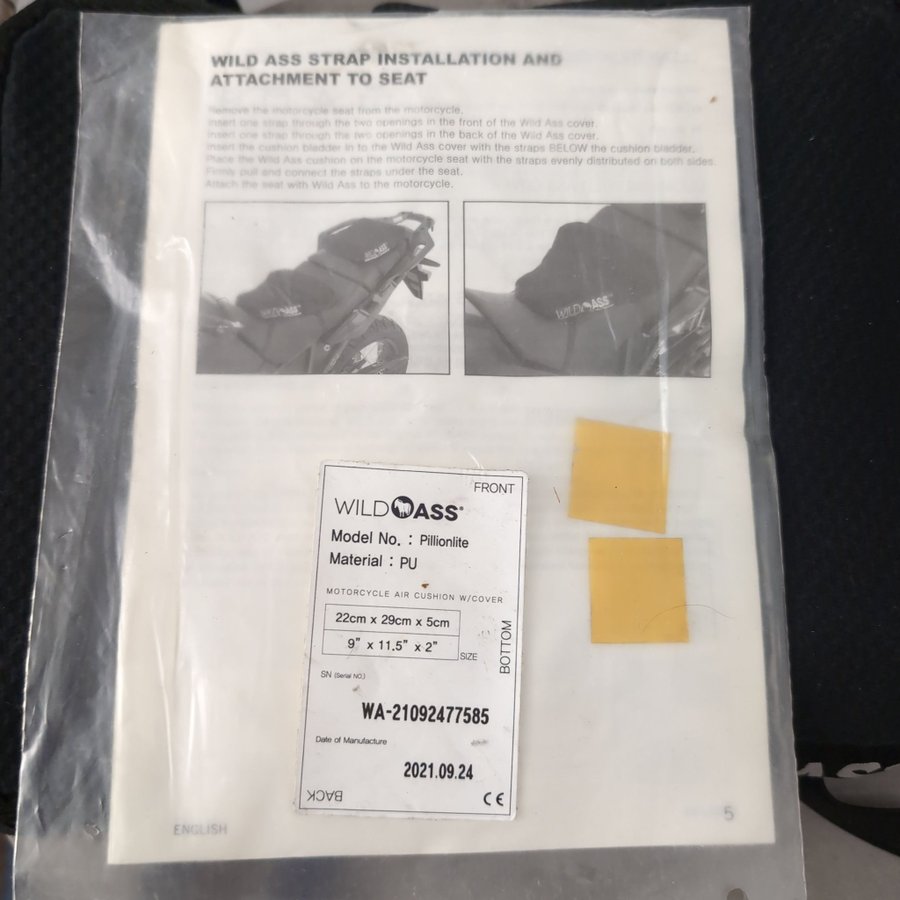 WILD ASS STRAP INSTALLATION AND
ATTACHMENT TO SEAT
Remove the motorcycle seat from the motorcycle.
Insert one strap through the two openings in the front of the Wild Ass cover.
Insert one strap through the two openings in the back of the Wild Ass cover.
Insert the cushion bladder in to the Wild Ass cover with the straps BELOW the cushion bladder.
Place the Wild Ass cushion on the motorcycle seat with the straps evenly distributed on both sides.
Firmly pull and connect the straps under the seat.
Attach the seat with Wild Ass to the motorcycle.
WILD ASS
WILD ASS
WILD ASS
FRONT
WILD ASS®
Model No. : Pillionlite
Material : PU
MOTORCYCLE AIR CUSHION W/COVER
22cm x 29cm x 5cm
9" x 11.5" x 2"
SIZE
BOTTOM
SN (Serial NO.)
WA-21092477585
Date of Manufacture
2021.09.24
BACK
CE
ENGLISH
5